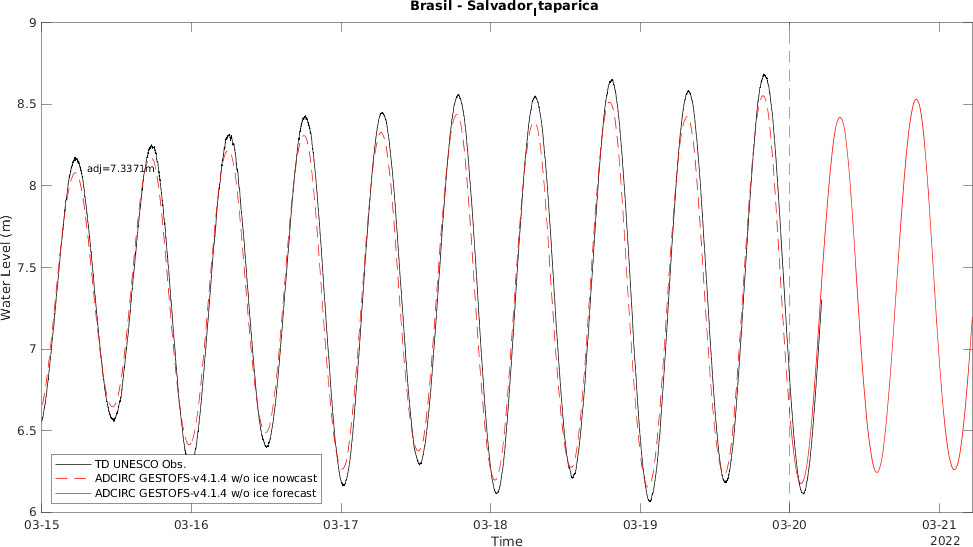 Brasil - Salvador Itaparica
9
8.5
8
7.5
7
6.5
6
Water Level (m)
adj=7.3371m
TD UNESCO Obs.
ADCIRC GESTOFS-v4.1.4 w/o ice nowcast
ADCIRC GESTOFS-v4.1.4 w/o ice forecast
03-15 03-16 03-17 03-18 03-19 03-20 03-21
Time
2022